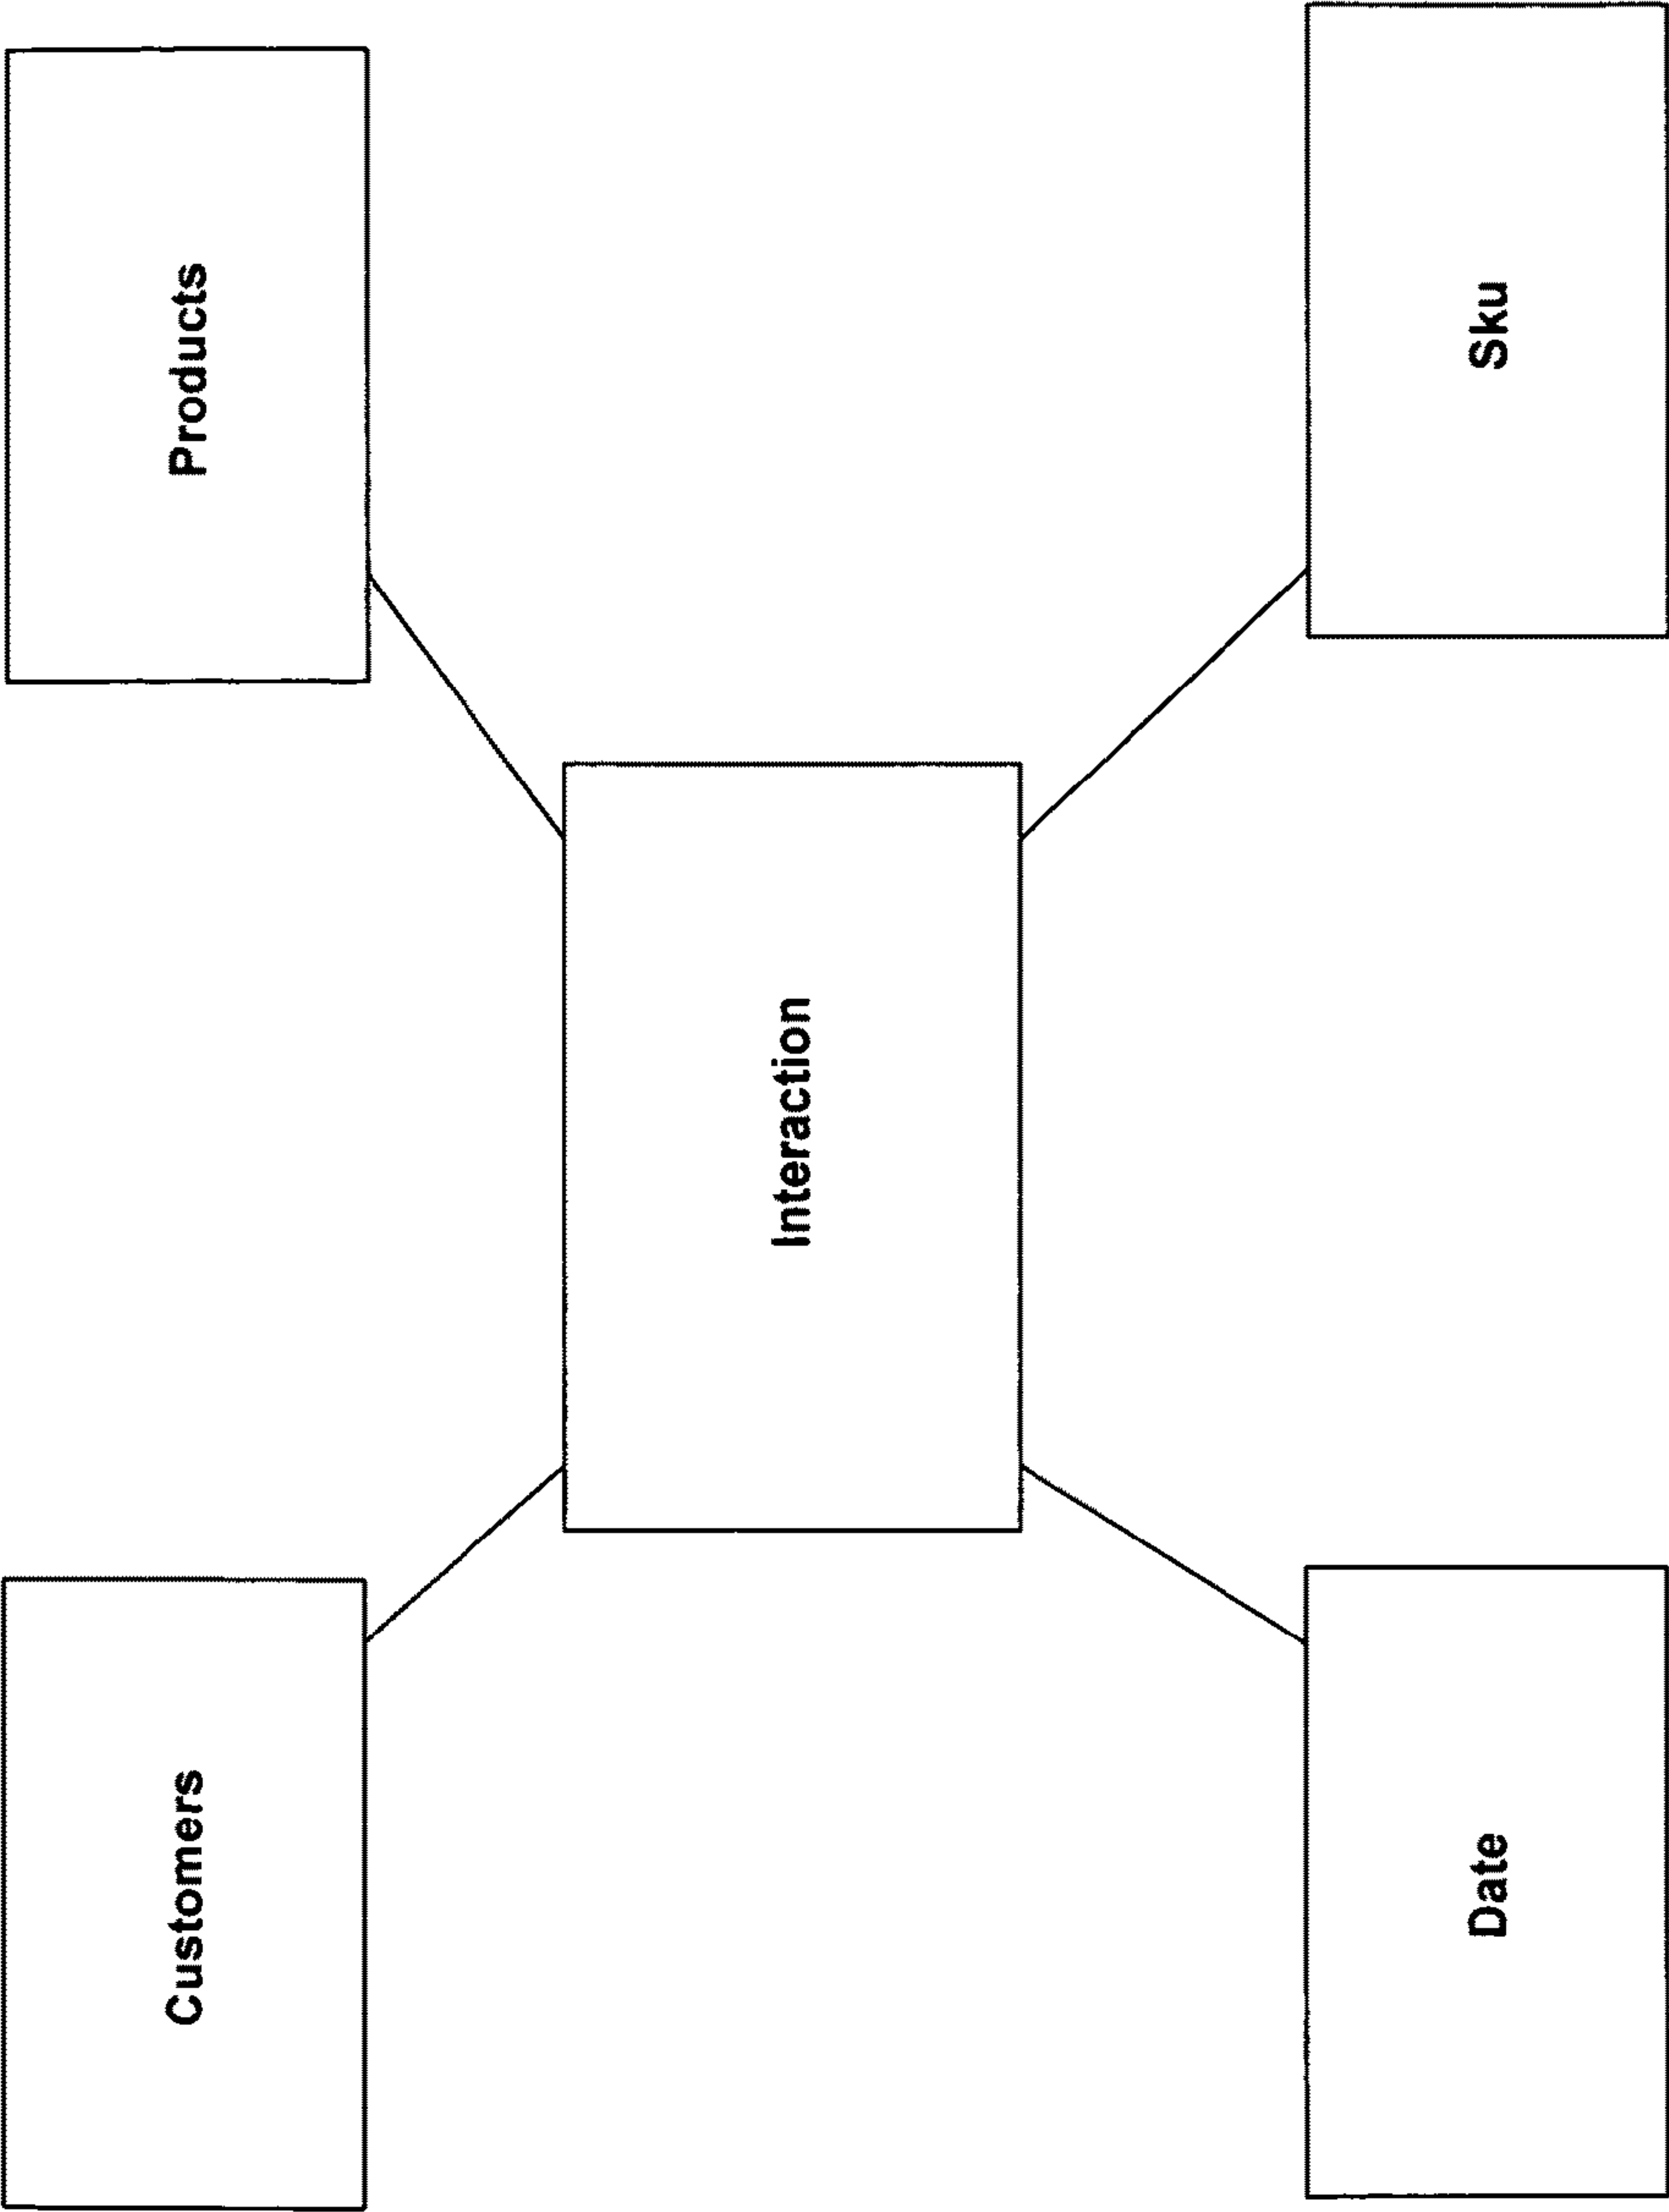 Customers
Products
Interaction
Date
Sku